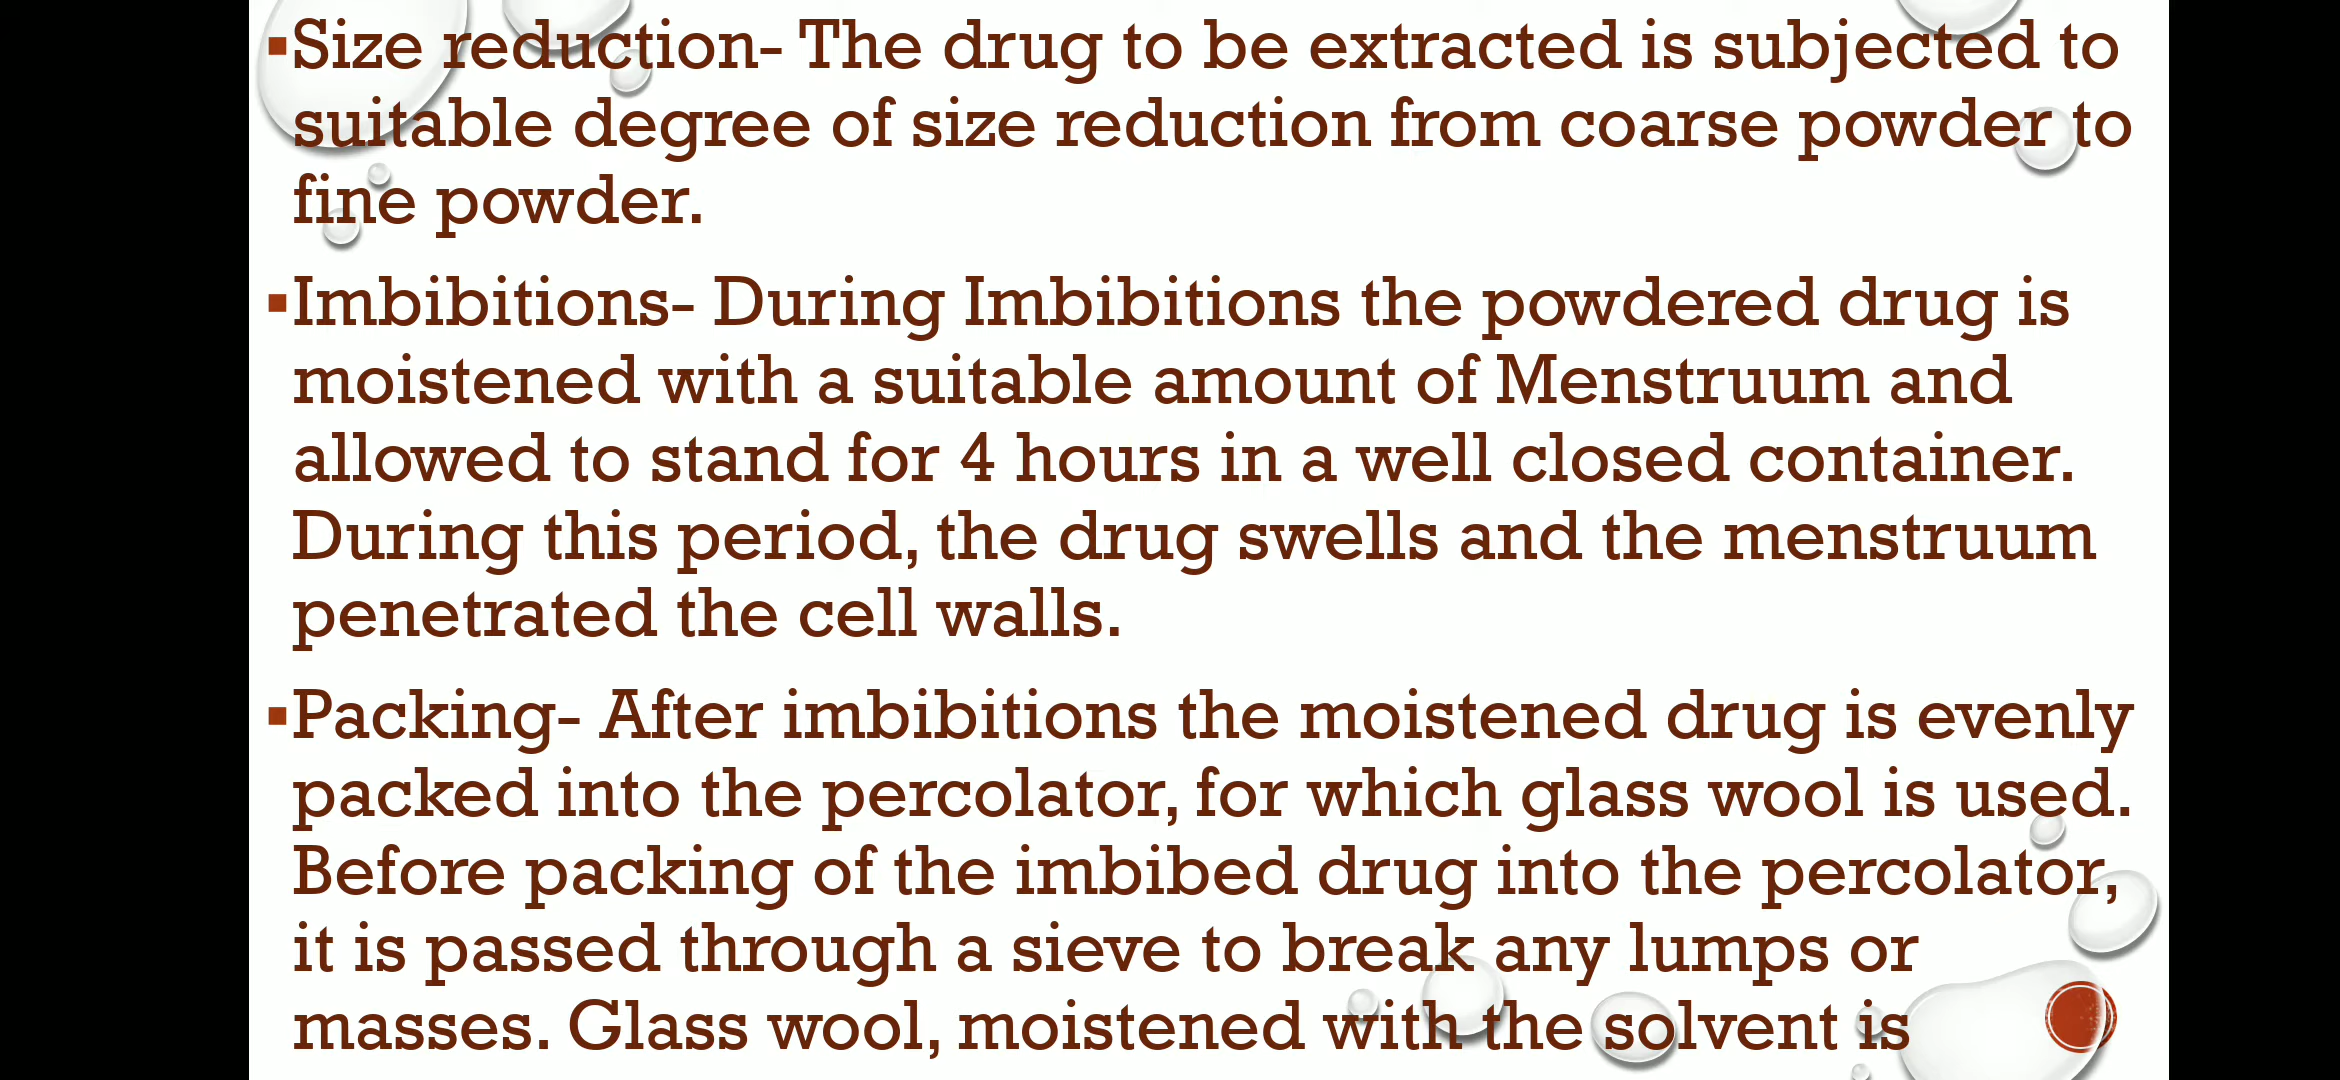 ▪Size reduction- The drug to be extracted is subjected to
suitable degree of size reduction from coarse powder to
fine powder.
▪Imbibitions- During Imbibitions the powdered drug is
moistened with a suitable amount of Menstruum and
allowed to stand for 4 hours in a well closed container.
During this period, the drug swells and the menstruum
penetrated the cell walls.
▪Packing- After imbibitions the moistened drug is evenly
packed into the percolator, for which glass wool is used.
Before packing of the imbibed drug into the percolator,
it is passed through a sieve to break any lumps or
masses. Glass wool, moistened with the solvent is